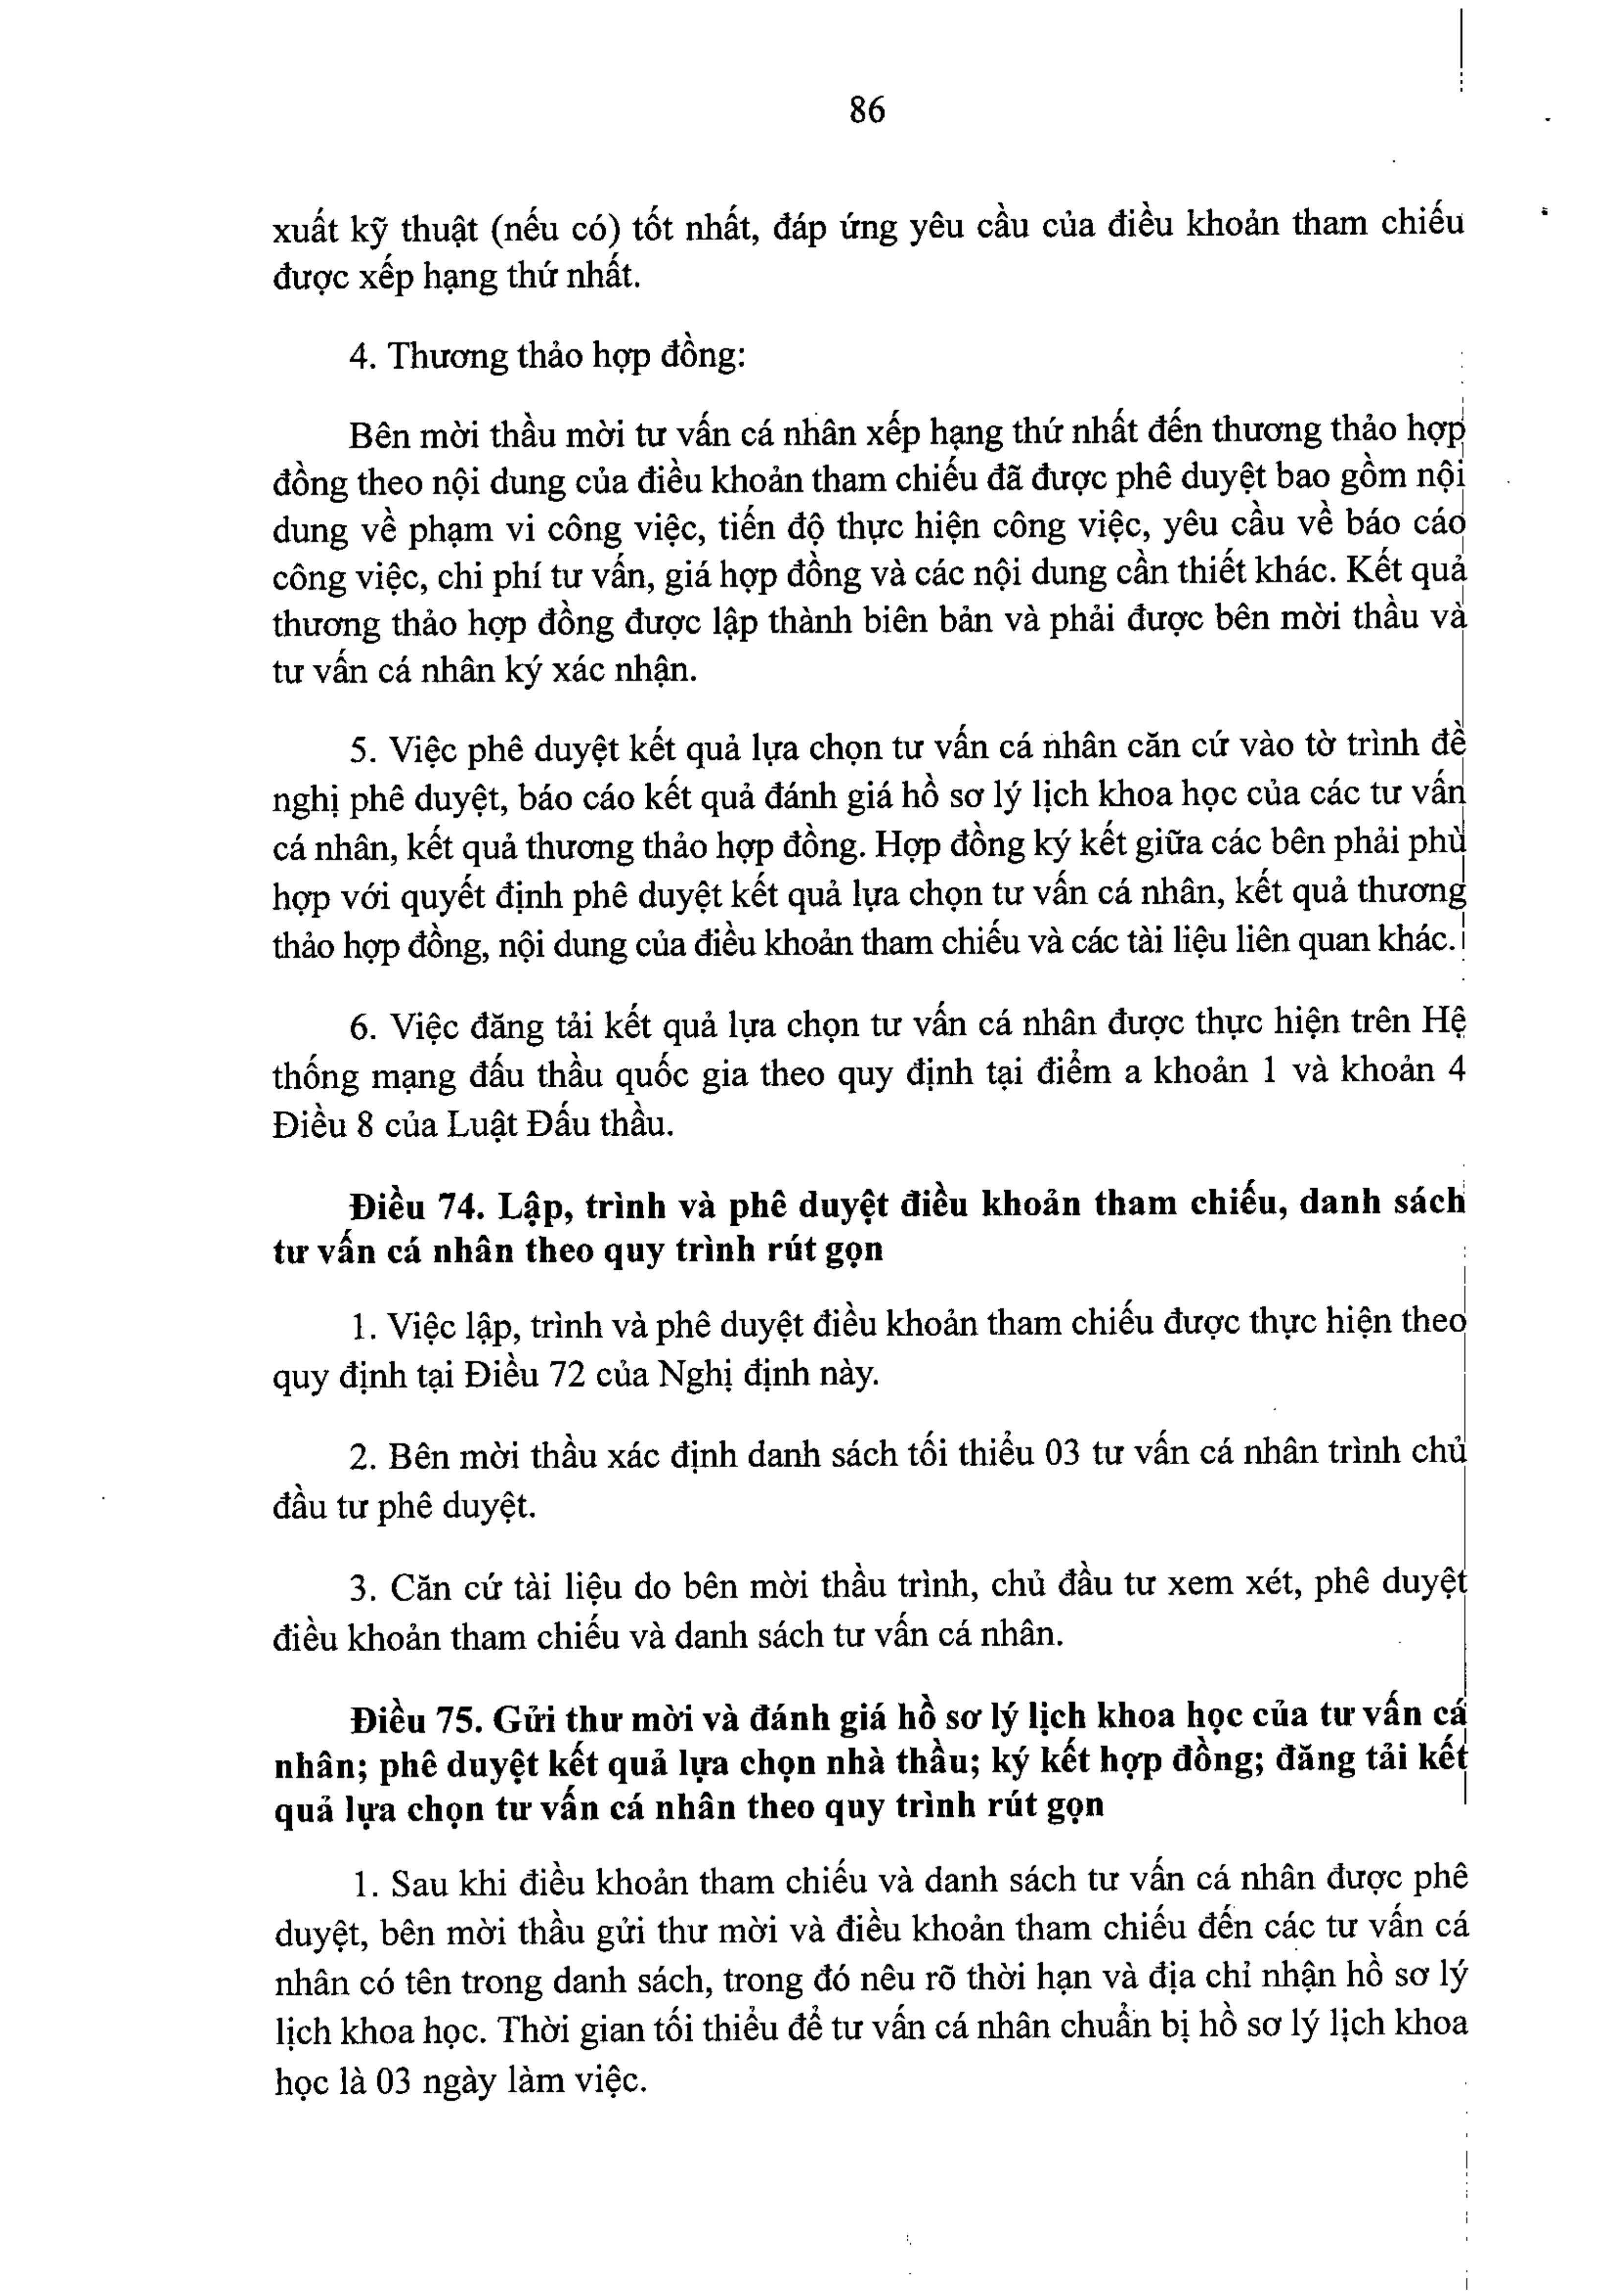 86
xuất kỹ thuật (nếu có) tốt nhất, đáp ứng yêu cầu của điều khoản tham chiếu
được xếp hạng thứ nhất.
4. Thương thảo hợp đồng:
Bên mời thầu mời tư vấn cá nhân xếp hạng thứ nhất đến thương thảo hợp
đồng theo nội dung của điều khoản tham chiếu đã được phê duyệt bao gồm nội
dung về phạm vi công việc, tiến độ thực hiện công việc, yêu cầu về báo cáo
công việc, chi phí tư vấn, giá hợp đồng và các nội dung cần thiết khác. Kết quả
thương thảo hợp đồng được lập thành biên bản và phải được bên mời thầu và
tư vấn cá nhân ký xác nhận.
5. Việc phê duyệt kết quả lựa chọn tư vấn cá nhân căn cứ vào tờ trình đề
nghị phê duyệt, báo cáo kết quả đánh giá hồ sơ lý lịch khoa học của các tư vấn
cá nhân, kết quả thương thảo hợp đồng. Hợp đồng ký kết giữa các bên phải phù
hợp với quyết định phê duyệt kết quả lựa chọn tư vấn cá nhân, kết quả thương
thảo hợp đồng, nội dung của điều khoản tham chiếu và các tài liệu liên quan khác.
6. Việc đăng tải kết quả lựa chọn tư vấn cá nhân được thực hiện trên Hệ
thống mạng đấu thầu quốc gia theo quy định tại điểm a khoản 1 và khoản 4
Điều 8 của Luật Đấu thầu.
Điều 74. Lập, trình và phê duyệt điều khoản tham chiếu, danh sách
tư vấn cá nhân theo quy trình rút gọn
1. Việc lập, trình và phê duyệt điều khoản tham chiếu được thực hiện theo
quy định tại Điều 72 của Nghị định này.
2. Bên mời thầu xác định danh sách tối thiểu 03 tư vấn cá nhân trình chủ
đầu tư phê duyệt.
3. Căn cứ tài liệu do bên mời thầu trình, chủ đầu tư xem xét, phê duyệt
điều khoản tham chiếu và danh sách tư vấn cá nhân.
Điều 75. Gửi thư mời và đánh giá hồ sơ lý lịch khoa học của tư vấn cá
nhân; phê duyệt kết quả lựa chọn nhà thầu; ký kết hợp đồng; đăng tải kết
quả lựa chọn tư vấn cá nhân theo quy trình rút gọn
1. Sau khi điều khoản tham chiếu và danh sách tư vấn cá nhân được phê
duyệt, bên mời thầu gửi thư mời và điều khoản tham chiếu đến các tư vấn cá
nhân có tên trong danh sách, trong đó nêu rõ thời hạn và địa chỉ nhận hồ sơ lý
lịch khoa học. Thời gian tối thiểu để tư vấn cá nhân chuẩn bị hồ sơ lý lịch khoa
học là 03 ngày làm việc.